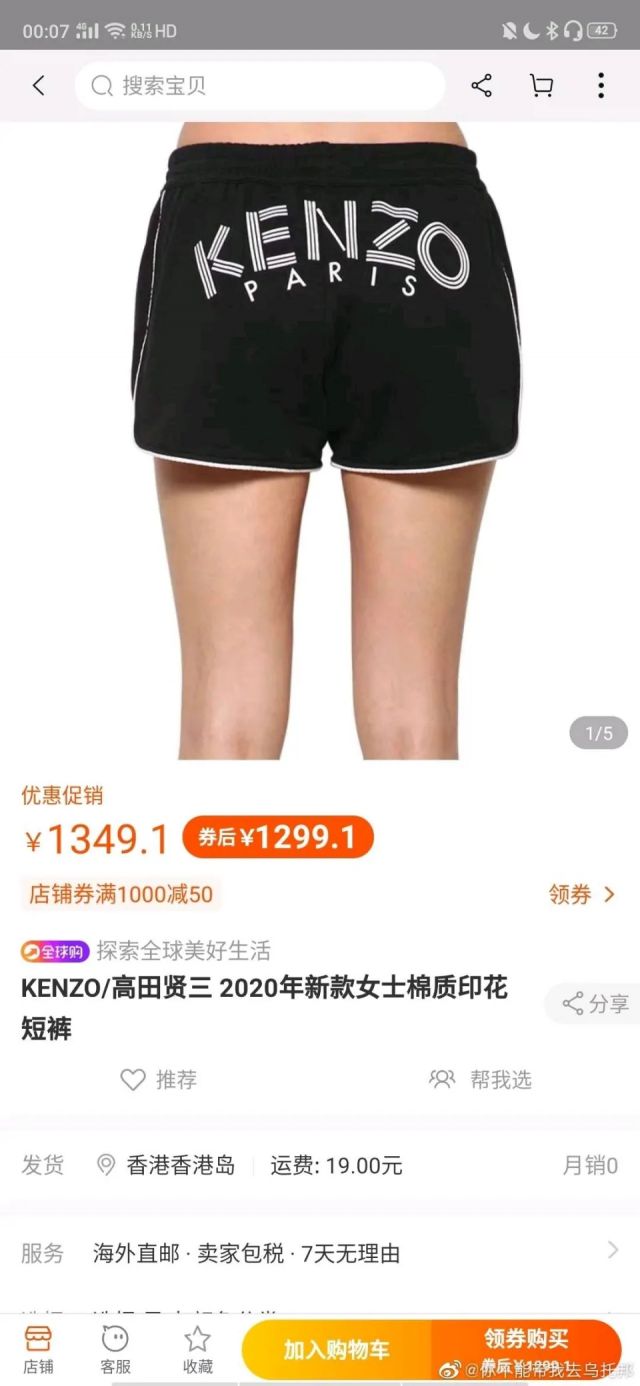 00:07 4G 0.11 KB/S HD 42
搜索宝贝
KENZO
PARIS
1/5
优惠促销
¥1349.1 券后¥1299.1
店铺券满1000减50 领券
全球购 探索全球美好生活
KENZO/高田贤三 2020年新款女士棉质印花
短裤
分享
推荐 帮我选
发货 香港香港岛 运费: 19.00元 月销0
服务 海外直邮 · 卖家包税 · 7天无理由
店铺 客服 收藏 加入购物车 领券购买
券后¥1299.1
@你不能带我去乌托邦